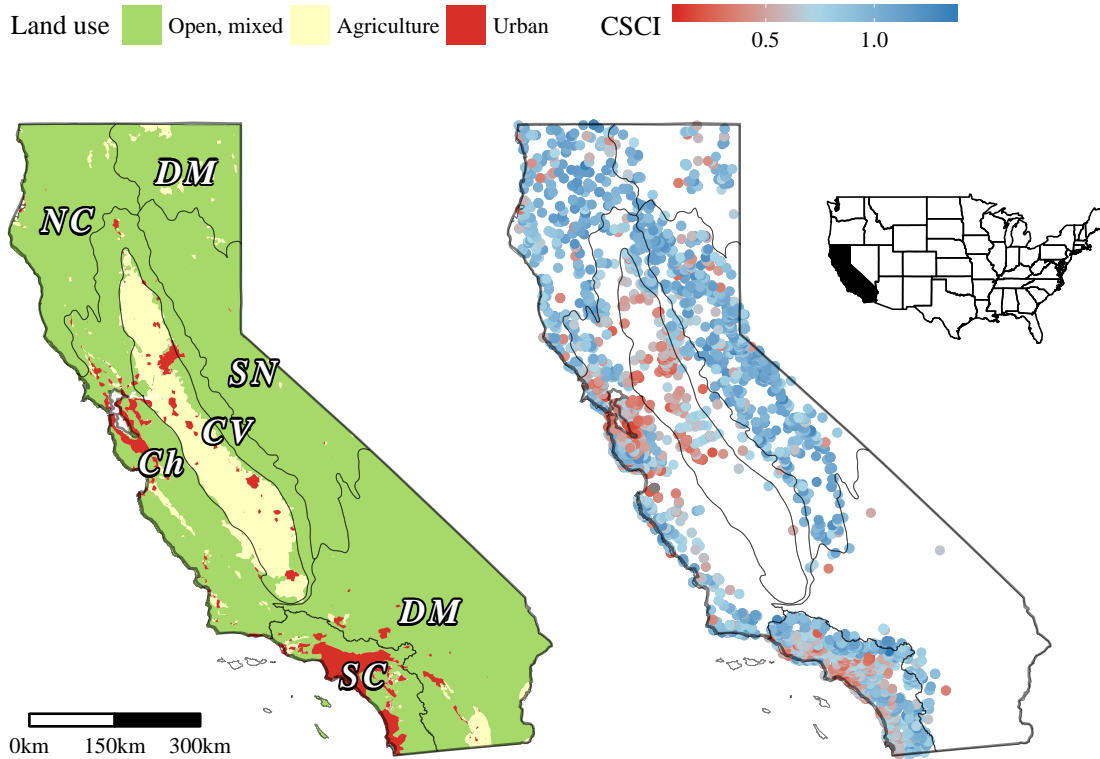 Land use Open, mixed Agriculture Urban CSCI
0.5 1.0
DM
NC
SN
CV
Ch
DM
SC
0km 150km 300km